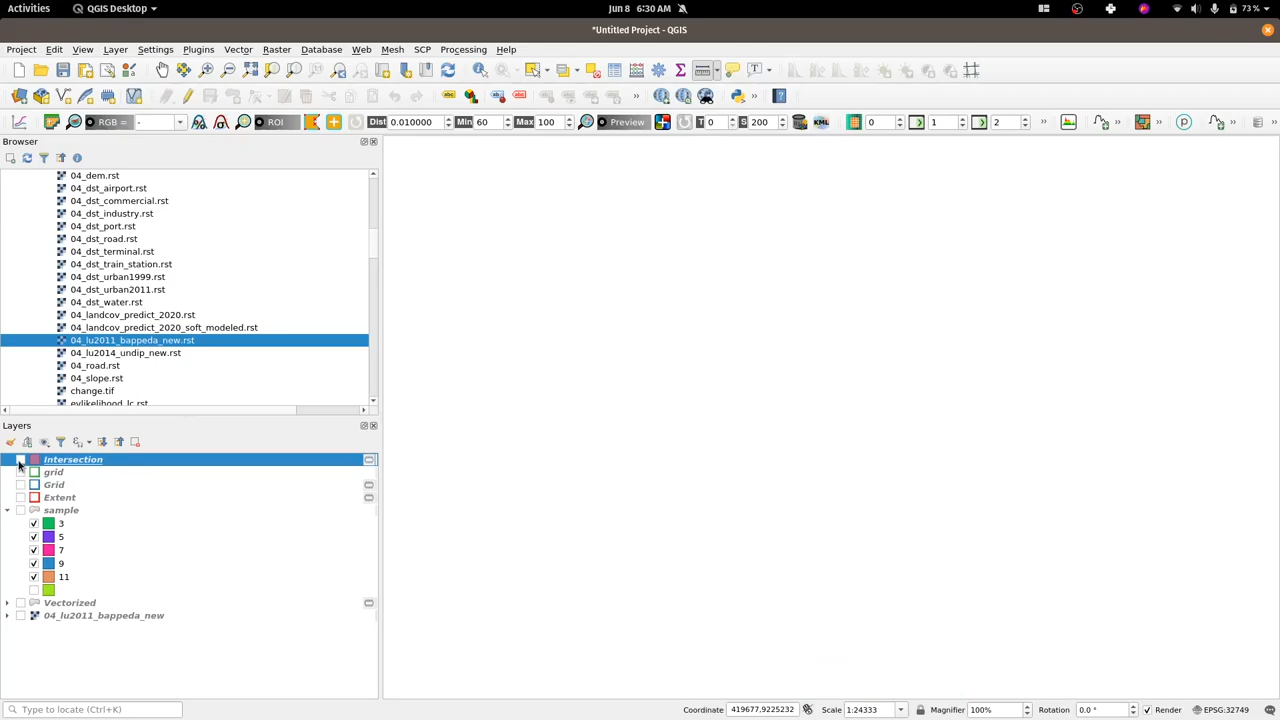 Activities QGIS Desktop Jun 8 6:30 AM 73 %
*Untitled Project - QGIS
Project Edit View Layer Settings Plugins Vector Raster Database Web Mesh SCP Processing Help
RGB = - ROI Dist 0.010000 Min 60 Max 100 Preview T 0 S 200 KML 0 1 2
Browser
04_dem.rst
04_dst_airport.rst
04_dst_commercial.rst
04_dst_industry.rst
04_dst_port.rst
04_dst_road.rst
04_dst_terminal.rst
04_dst_train_station.rst
04_dst_urban1999.rst
04_dst_urban2011.rst
04_dst_water.rst
04_landcov_predict_2020.rst
04_landcov_predict_2020_soft_modeled.rst
04_lu2011_bappeda_new.rst
04_lu2014_undip_new.rst
04_road.rst
04_slope.rst
change.tif
evlikelihood_lc.rst
Layers
Intersection
grid
Grid
Extent
sample
3
5
7
9
11
Vectorized
04_lu2011_bappeda_new
Type to locate (Ctrl+K) Coordinate 419677,9225232 Scale 1:24333 Magnifier 100% Rotation 0.0 ° Render EPSG:32749